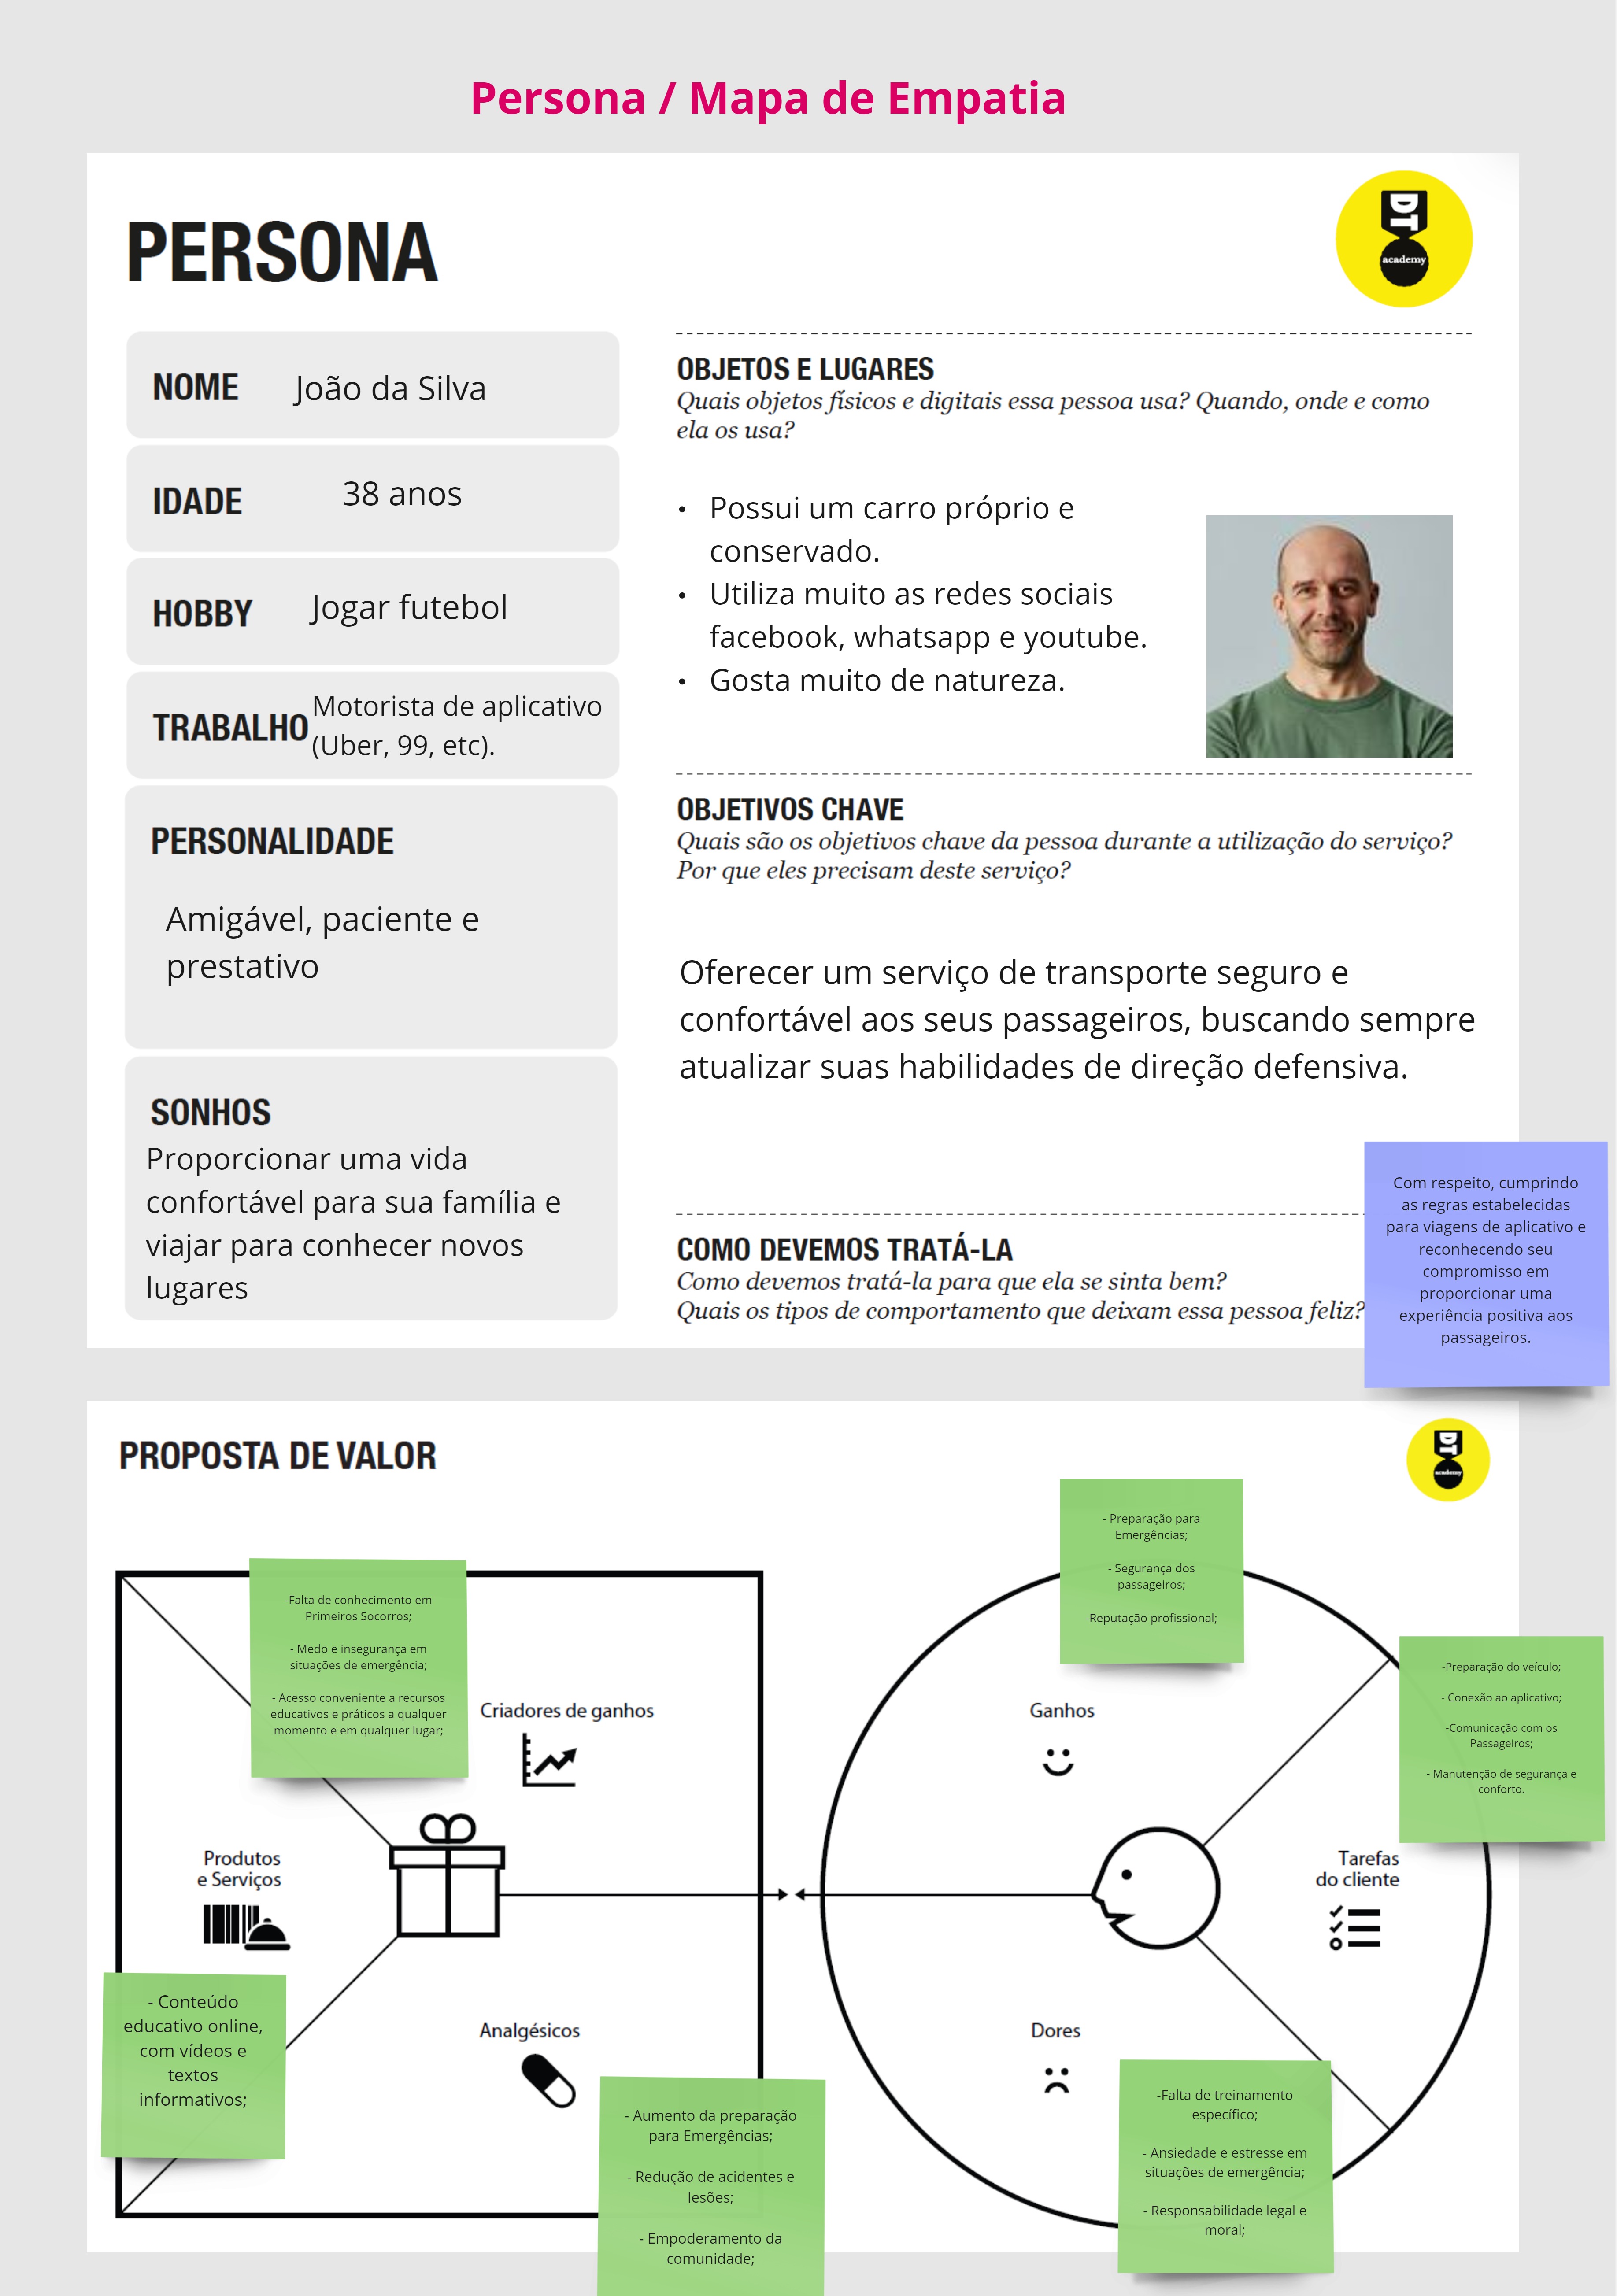 Persona / Mapa de Empatia
PERSONA
DT
academy
NOME João da Silva
IDADE 38 anos
HOBBY Jogar futebol
TRABALHO Motorista de aplicativo
(Uber, 99, etc).
PERSONALIDADE
Amigável, paciente e
prestativo
SONHOS
Proporcionar uma vida
confortável para sua família e
viajar para conhecer novos
lugares
OBJETOS E LUGARES
Quais objetos físicos e digitais essa pessoa usa? Quando, onde e como
ela os usa?
• Possui um carro próprio e
conservado.
• Utiliza muito as redes sociais
facebook, whatsapp e youtube.
• Gosta muito de natureza.
OBJETIVOS CHAVE
Quais são os objetivos chave da pessoa durante a utilização do serviço?
Por que eles precisam deste serviço?
Oferecer um serviço de transporte seguro e
confortável aos seus passageiros, buscando sempre
atualizar suas habilidades de direção defensiva.
COMO DEVEMOS TRATÁ-LA
Como devemos tratá-la para que ela se sinta bem?
Quais os tipos de comportamento que deixam essa pessoa feliz?
Com respeito, cumprindo
as regras estabelecidas
para viagens de aplicativo e
reconhecendo seu
compromisso em
proporcionar uma
experiência positiva aos
passageiros.
PROPOSTA DE VALOR
DT
academy
-Falta de conhecimento em
Primeiros Socorros;
- Medo e insegurança em
situações de emergência;
- Acesso conveniente a recursos
educativos e práticos a qualquer
momento e em qualquer lugar;
Criadores de ganhos
Produtos
e Serviços
- Conteúdo
educativo online,
com vídeos e
textos
informativos;
Analgésicos
- Aumento da preparação
para Emergências;
- Redução de acidentes e
lesões;
- Empoderamento da
comunidade;
- Preparação para
Emergências;
- Segurança dos
passageiros;
-Reputação profissional;
Ganhos
-Preparação do veículo;
- Conexão ao aplicativo;
-Comunicação com os
Passageiros;
- Manutenção de segurança e
conforto.
Tarefas
do cliente
Dores
-Falta de treinamento
específico;
- Ansiedade e estresse em
situações de emergência;
- Responsabilidade legal e
moral;